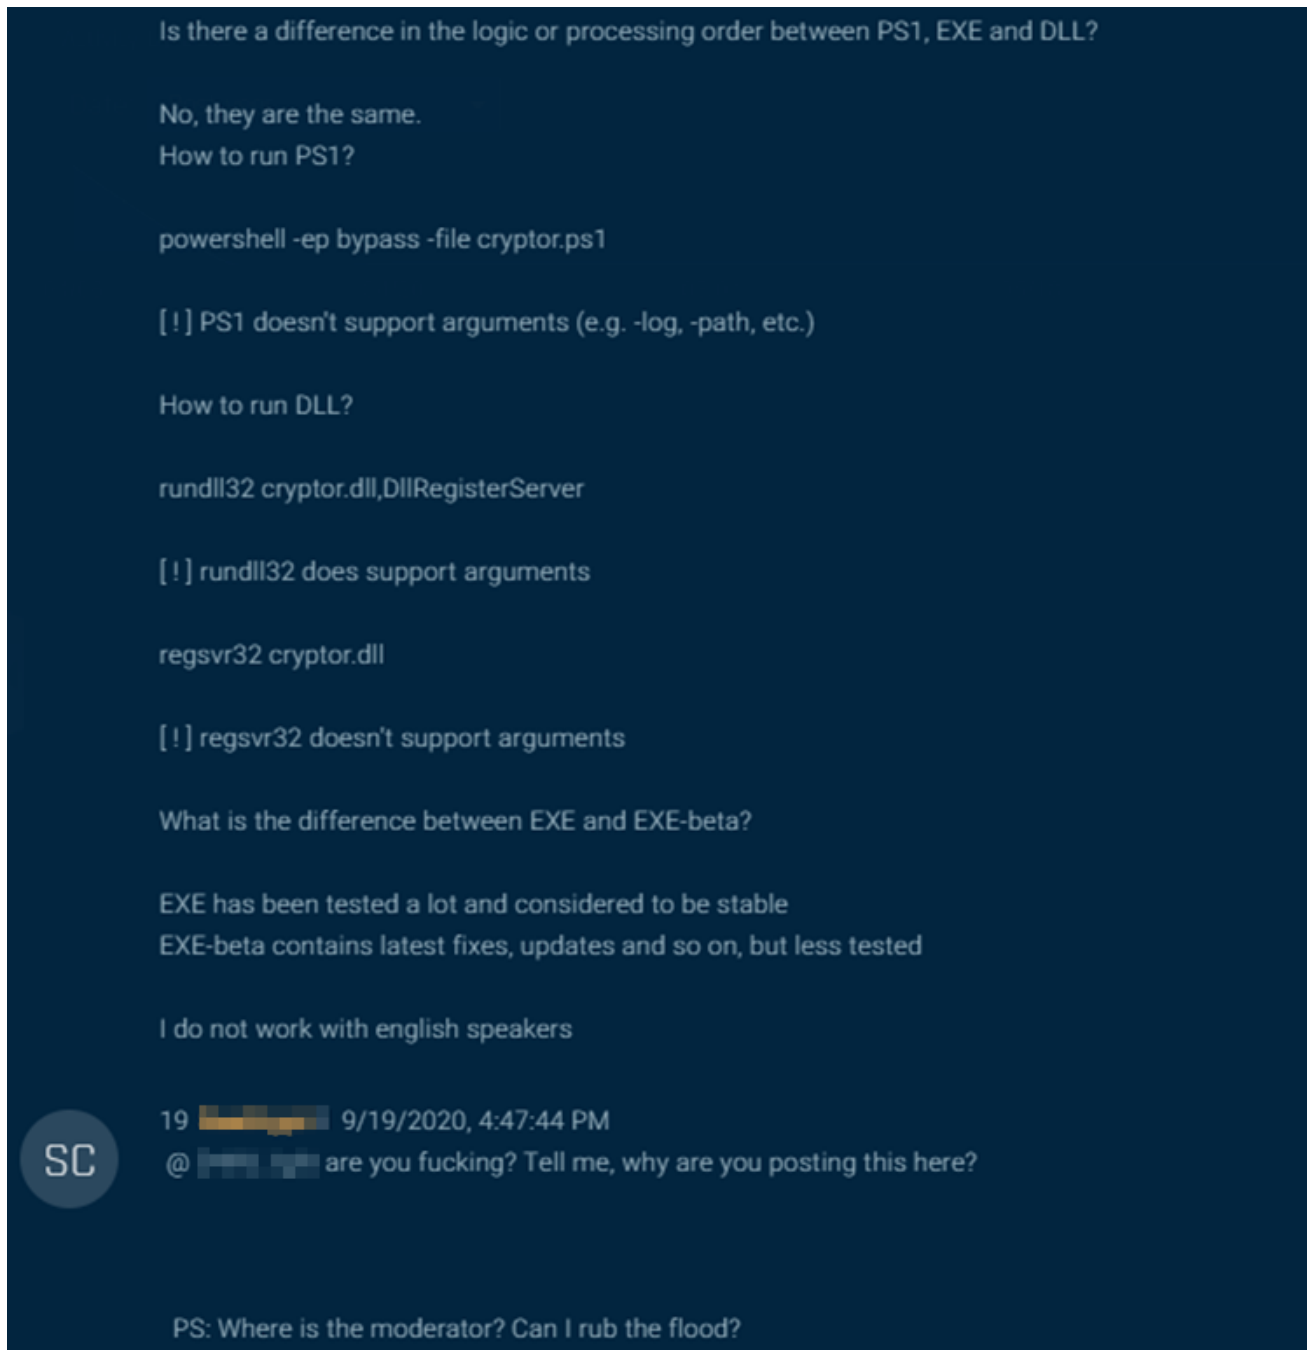 Is there a difference in the logic or processing order between PS1, EXE and DLL?
No, they are the same.
How to run PS1?
powershell -ep bypass -file cryptor.ps1
[ ! ] PS1 doesn't support arguments (e.g. -log, -path, etc.)
How to run DLL?
rundll32 cryptor.dll,DllRegisterServer
[ ! ] rundll32 does support arguments
regsvr32 cryptor.dll
[ ! ] regsvr32 doesn't support arguments
What is the difference between EXE and EXE-beta?
EXE has been tested a lot and considered to be stable
EXE-beta contains latest fixes, updates and so on, but less tested
I do not work with english speakers
19 9/19/2020, 4:47:44 PM
SC
@ are you fucking? Tell me, why are you posting this here?
PS: Where is the moderator? Can I rub the flood?